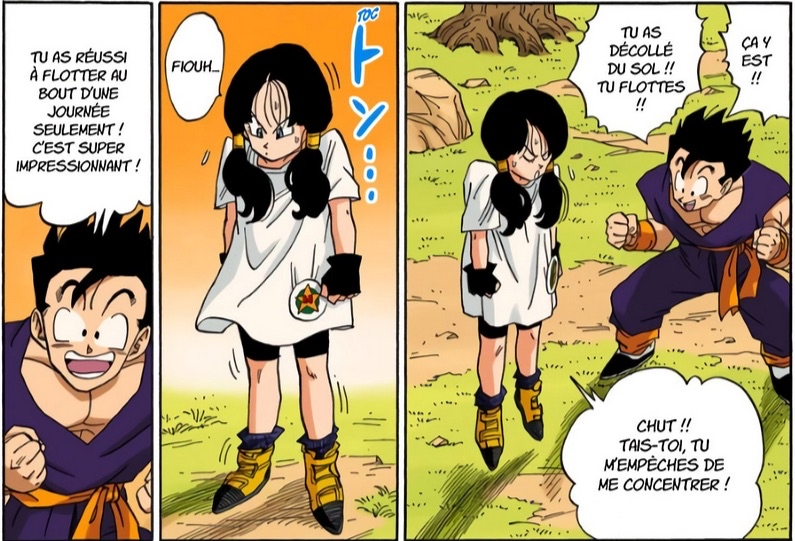 ÇA Y
EST
!!
TU AS
DÉCOLLÉ
DU SOL !!
TU FLOTTES
!!
CHUT !!
TAIS-TOI, TU
M'EMPÈCHES DE
ME CONCENTRER !
TOC
トン…
FIOUH...
TU AS RÉUSSI
À FLOTTER AU
BOUT D'UNE
JOURNÉE
SEULEMENT !
C'EST SUPER
IMPRESSIONNANT !